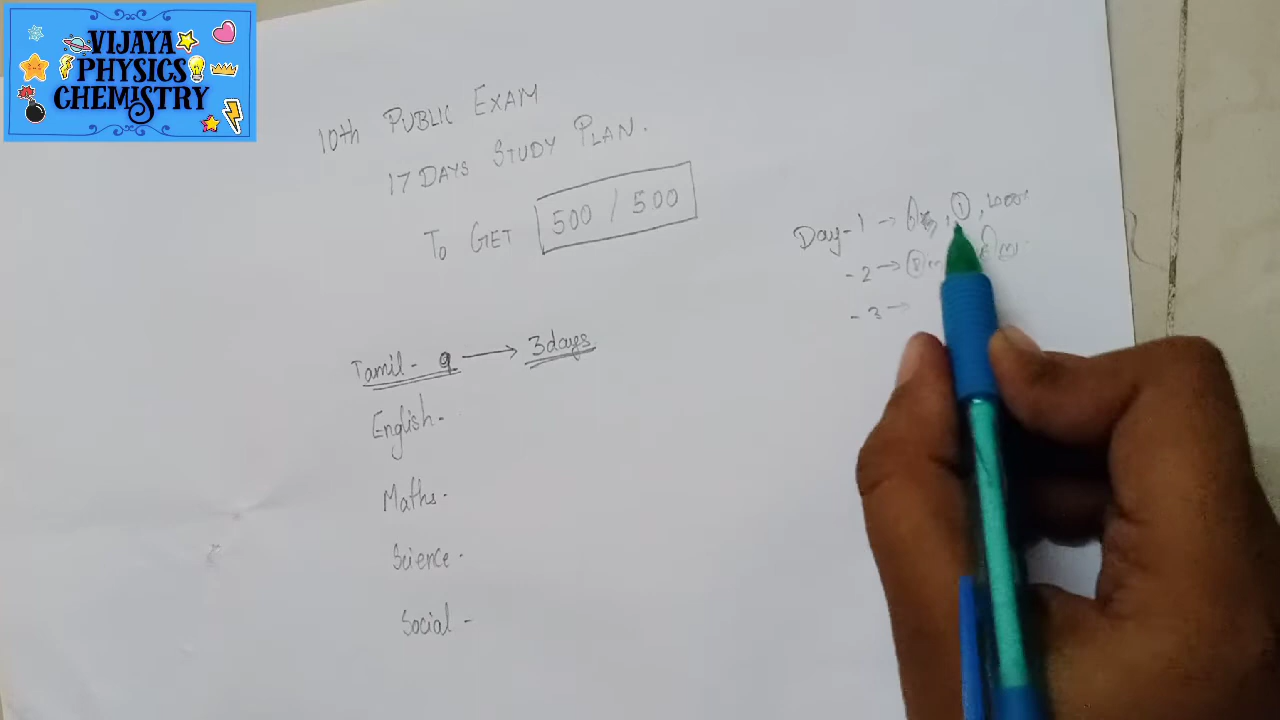 VIJAYA
PHYSICS
CHEMISTRY
10th PUBLIC EXAM
17 DAYS STUDY PLAN.
TO GET 500 / 500
Day-1 → , ①,
-2 →
-3 →
Tamil - 9 → 3days
English -
Maths -
Science -
Social -